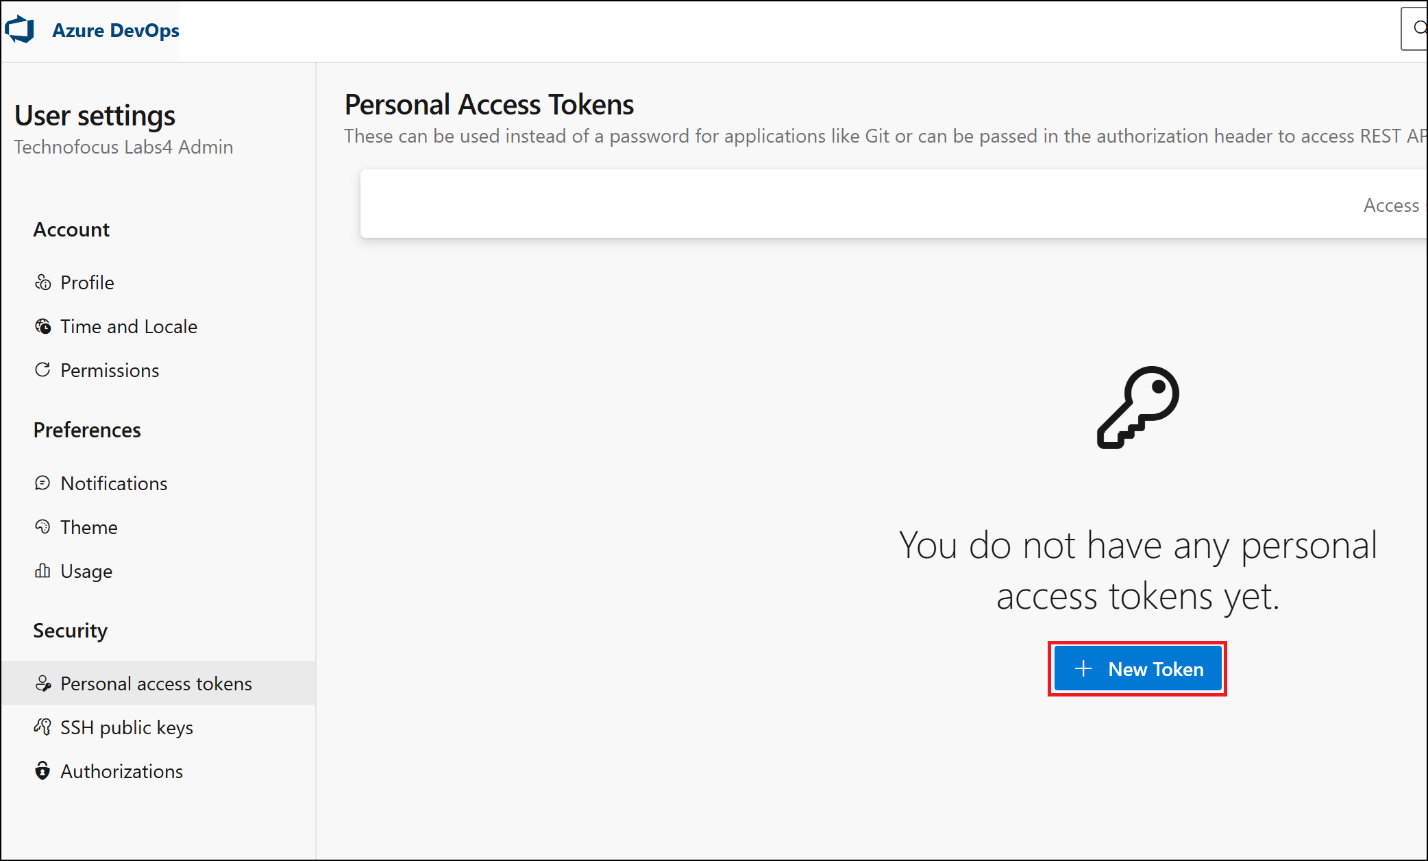 Azure DevOps
User settings
Technofocus Labs4 Admin
Account
Profile
Time and Locale
Permissions
Preferences
Notifications
Theme
Usage
Security
Personal access tokens
SSH public keys
Authorizations
Personal Access Tokens
These can be used instead of a password for applications like Git or can be passed in the authorization header to access REST AP
Access
You do not have any personal
access tokens yet.
+ New Token